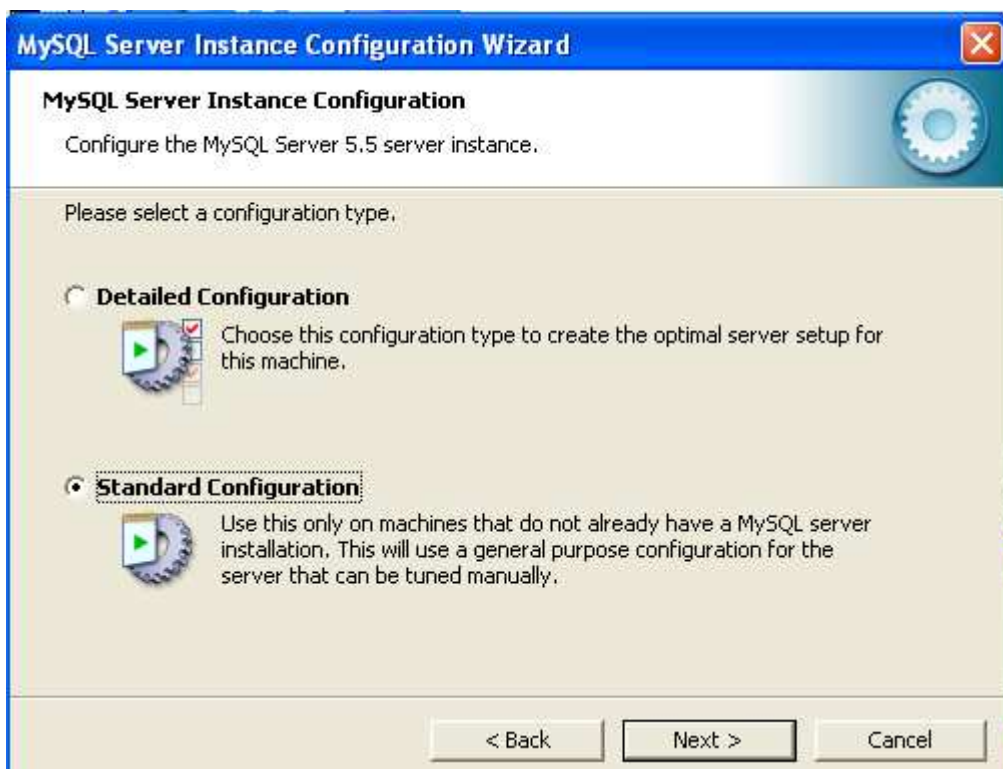 MySQL Server Instance Configuration Wizard
MySQL Server Instance Configuration
Configure the MySQL Server 5.5 server instance.
Please select a configuration type.
Detailed Configuration
Choose this configuration type to create the optimal server setup for
this machine.
Standard Configuration
Use this only on machines that do not already have a MySQL server
installation. This will use a general purpose configuration for the
server that can be tuned manually.
< Back
Next >
Cancel